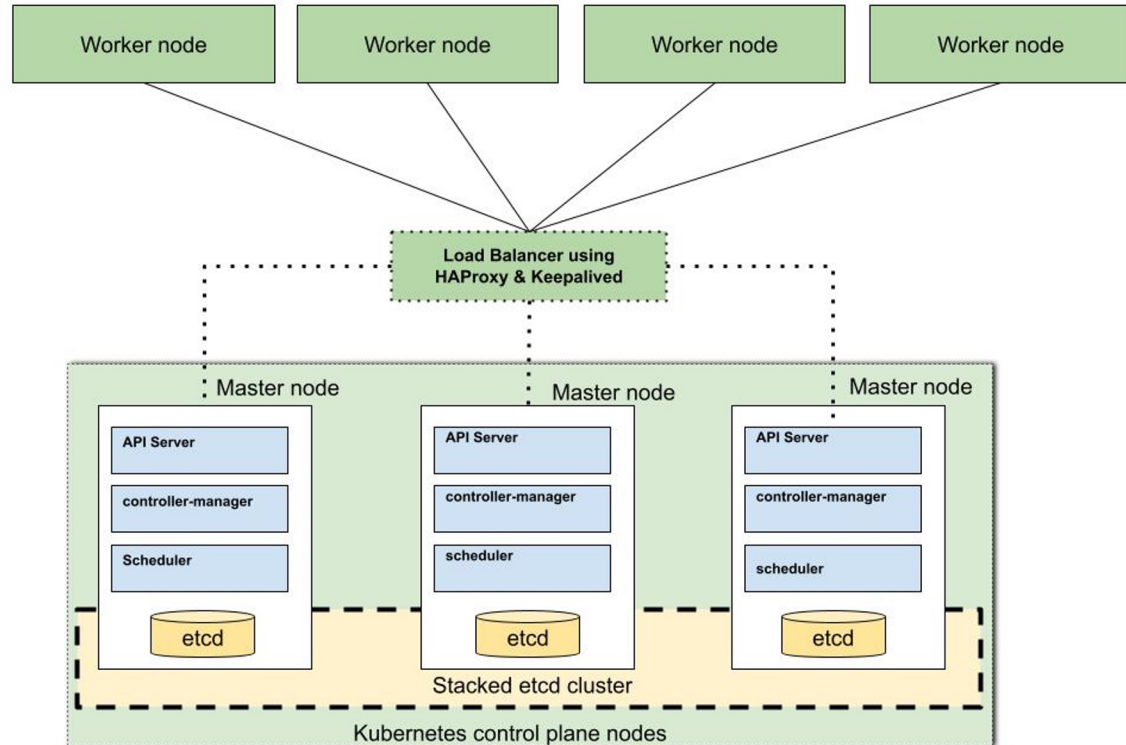 Worker node
Worker node
Worker node
Worker node
Load Balancer using
HAProxy & Keepalived
Master node
API Server
controller-manager
Scheduler
etcd
Master node
API Server
controller-manager
scheduler
etcd
Master node
API Server
controller-manager
scheduler
etcd
Stacked etcd cluster
Kubernetes control plane nodes